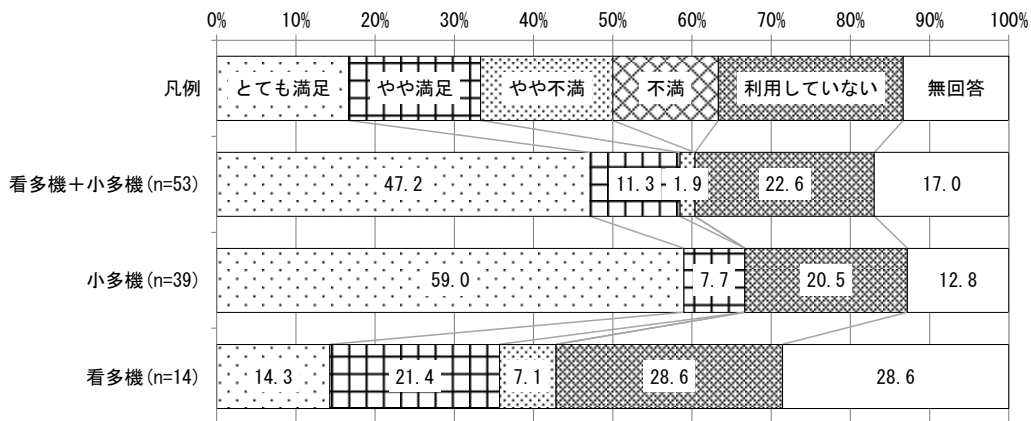 0% 10% 20% 30% 40% 50% 60% 70% 80% 90% 100%
凡例 とても満足 やや満足 やや不満 不満 利用していない 無回答
看多機＋小多機(n=53) 47.2 11.3 1.9 22.6 17.0
小多機(n=39) 59.0 7.7 20.5 12.8
看多機(n=14) 14.3 21.4 7.1 28.6 28.6